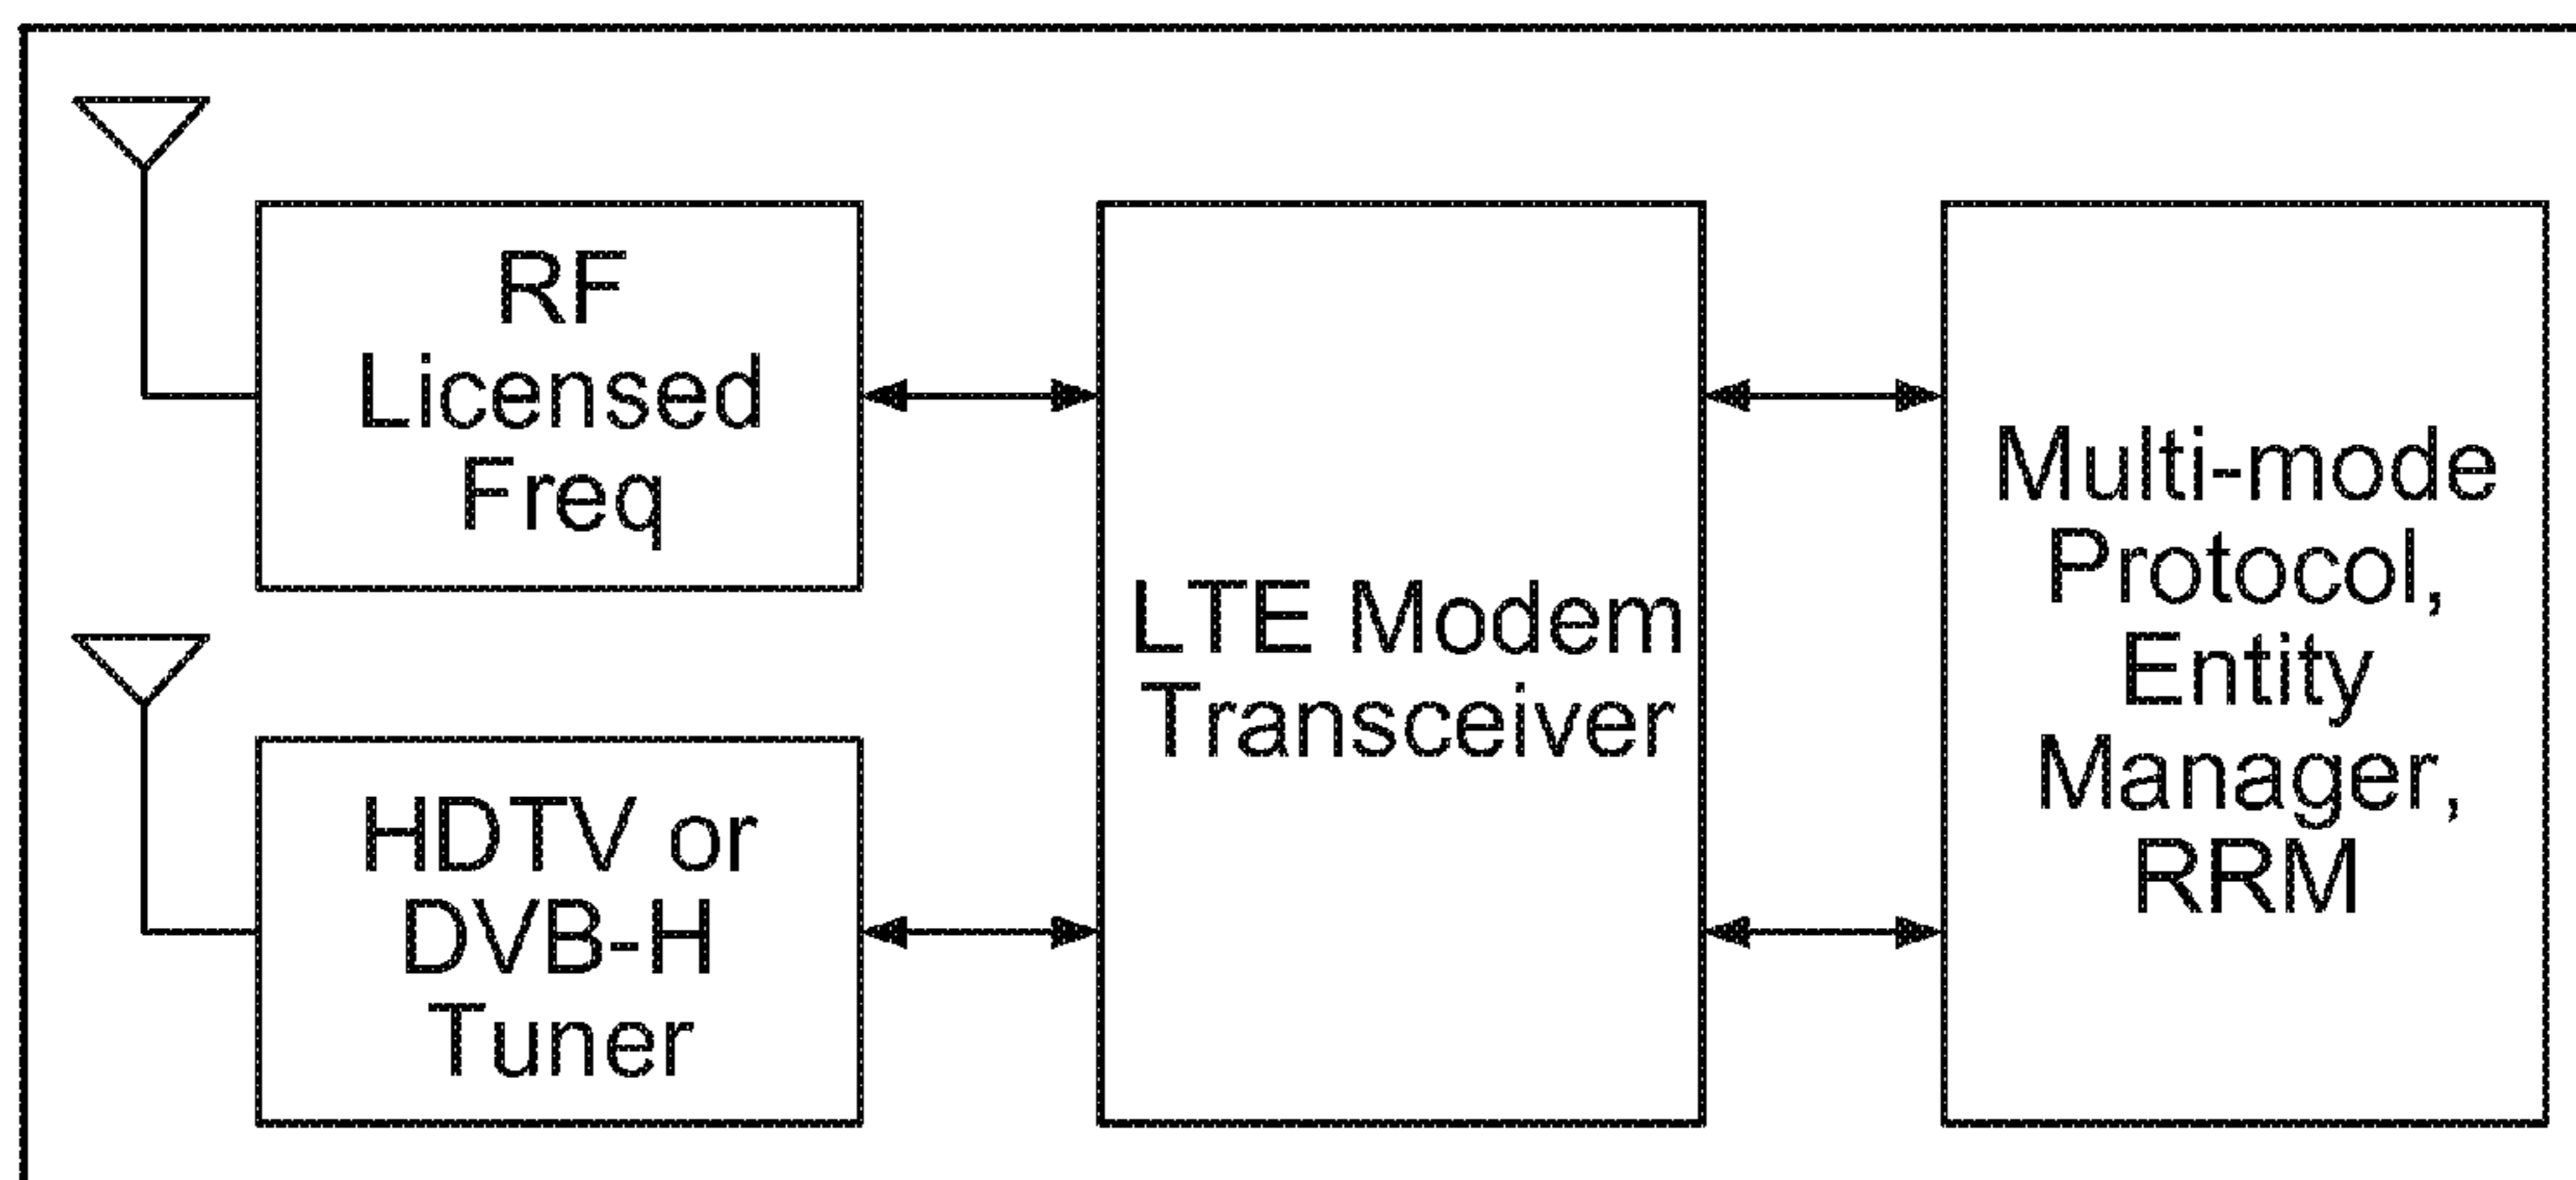 RF
Licensed
Freq
HDTV or
DVB-H
Tuner
LTE Modem
Transceiver
Multi-mode
Protocol,
Entity
Manager,
RRM